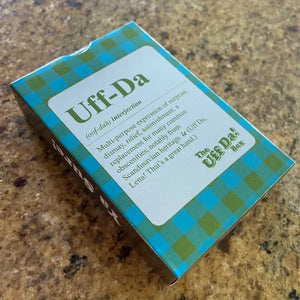 Uff-Da
(oof-dah) interjection
Multi-purpose expression of surprise,
dismay, relief, astonishment, a
replacement for many common
obscenities, notably from
Scandinavian heritage. ie (Uff Da,
Lena! That's a great hand.)
The
Uff Da!
Ya